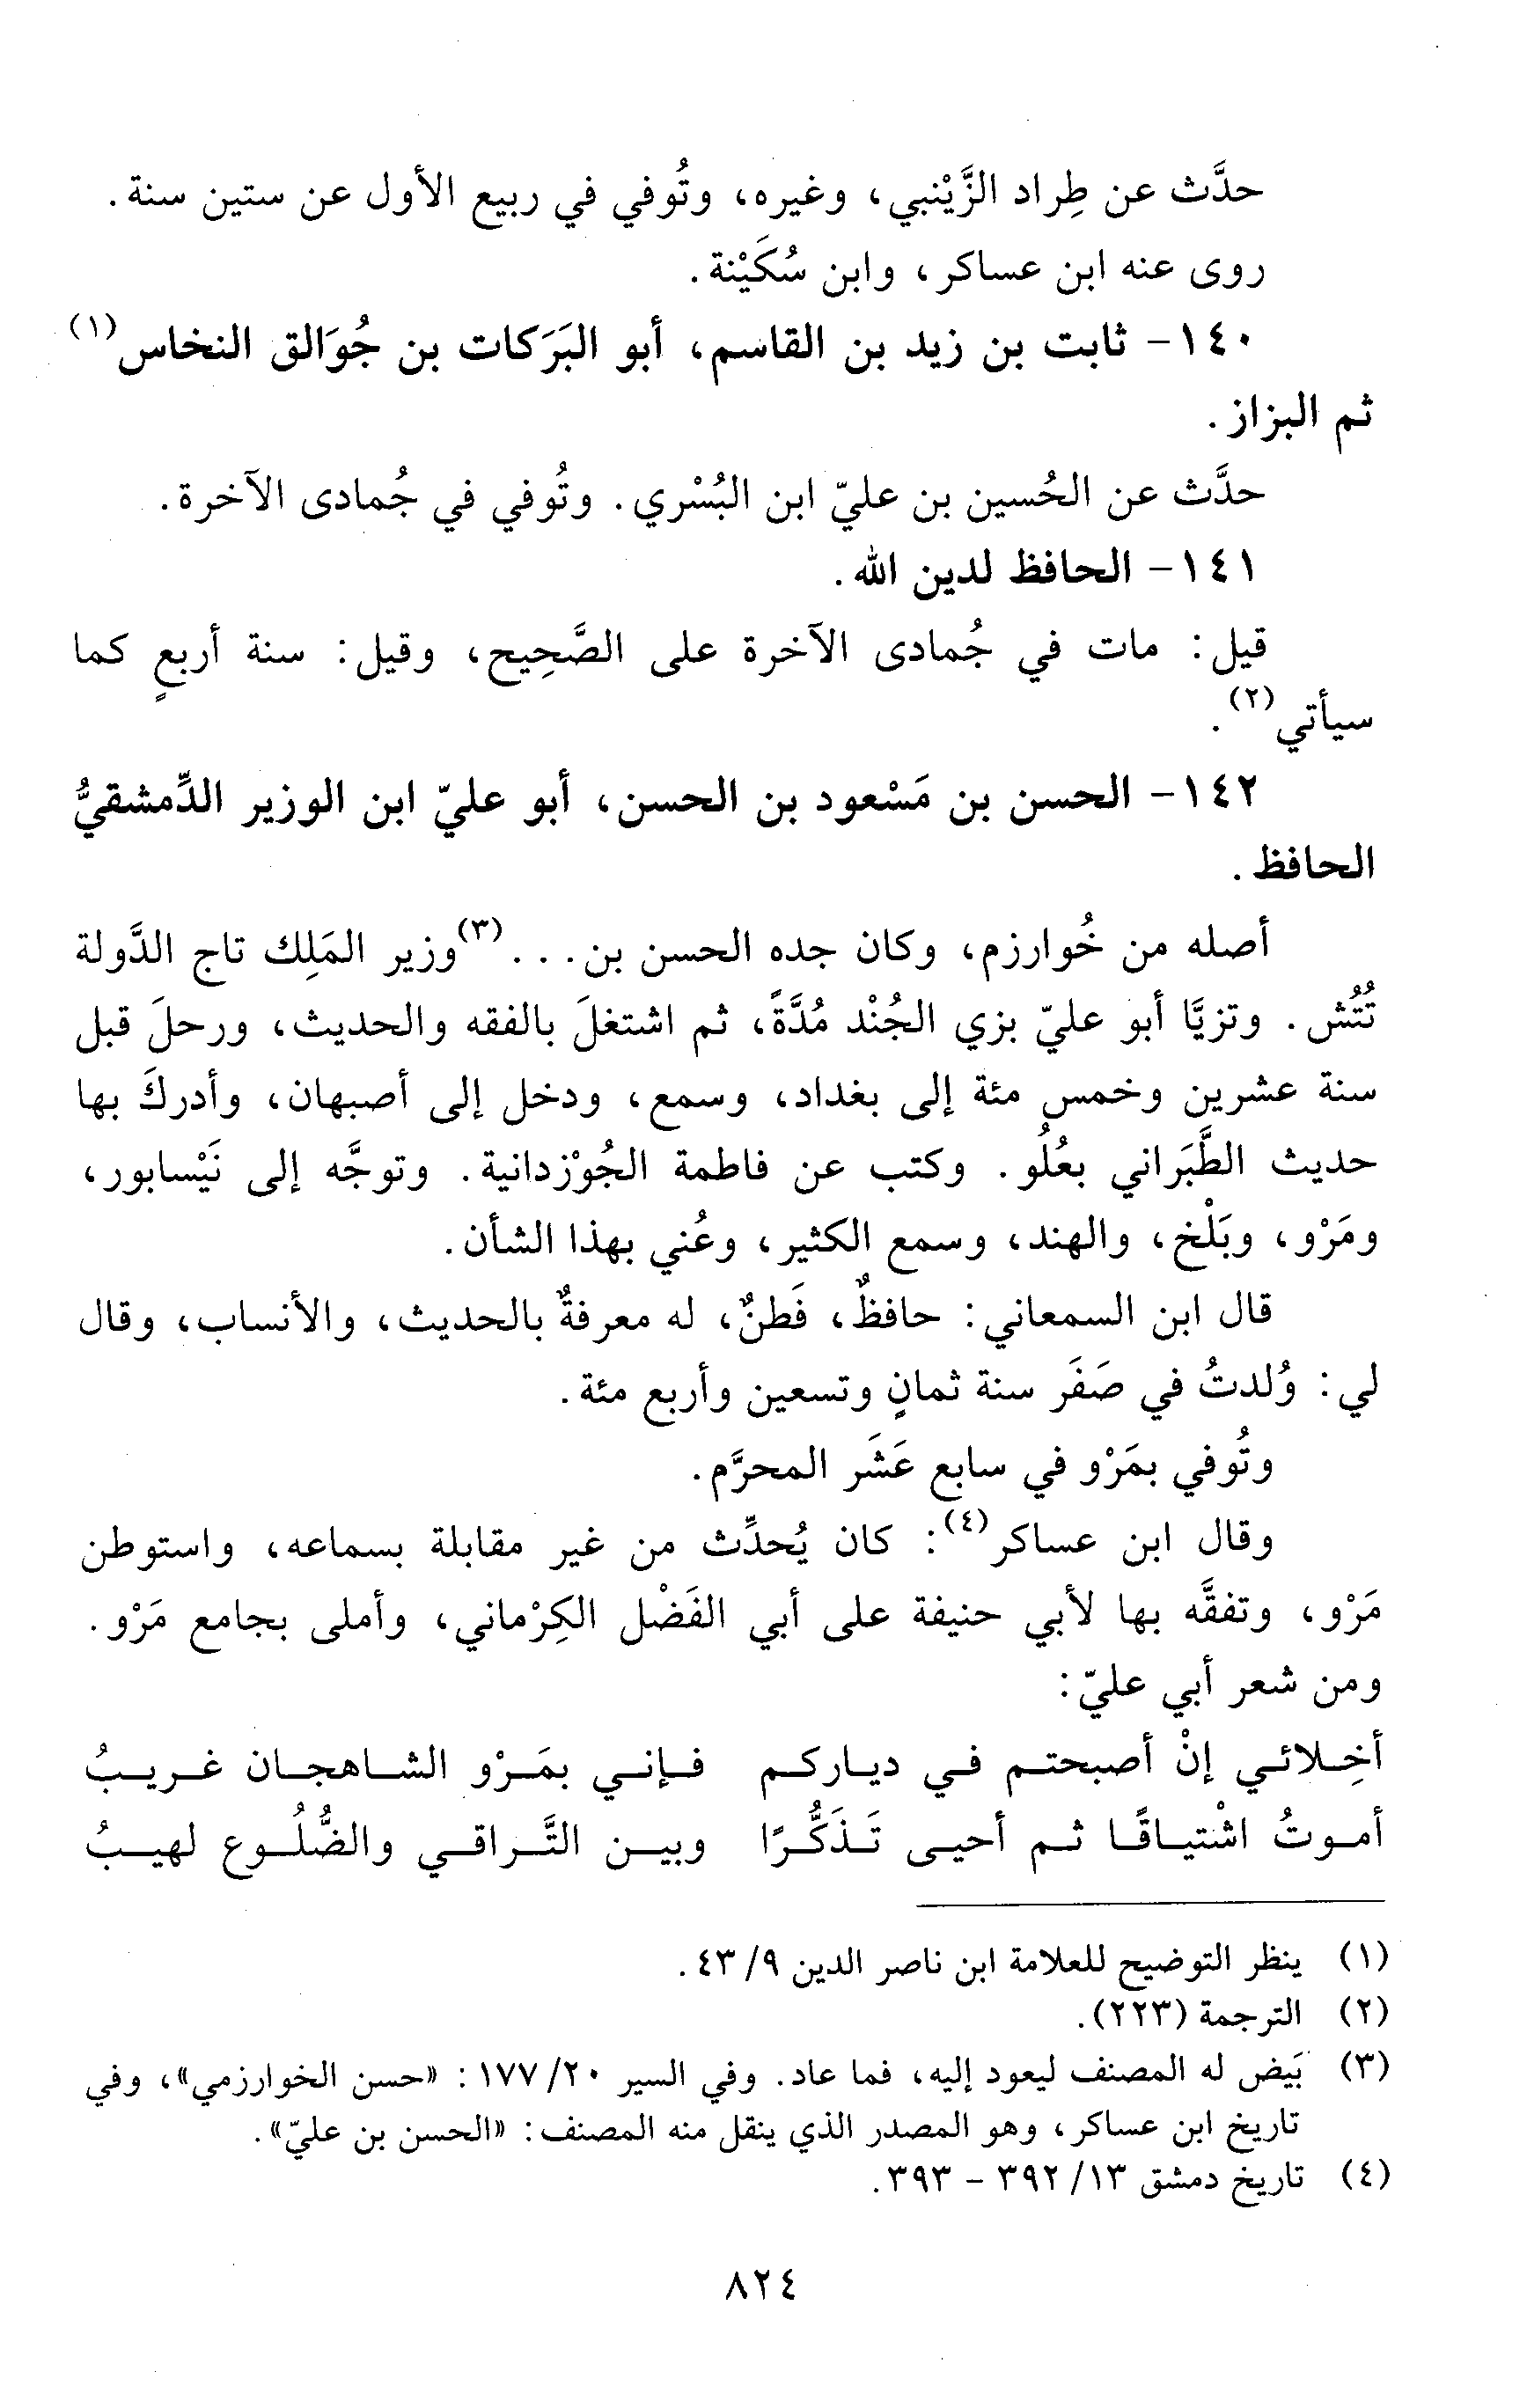 حدَّث عن طِراد الزَّيْنبي، وغيره، وتُوفي في ربيع الأول عن ستين سنة.
روى عنه ابن عساكر، وابن سُكَيْنة.
١٤٠- ثابت بن زيد بن القاسم، أبو البَرَكات بن جُوَالق النخاس(١)
ثم البزاز.
حدَّث عن الحُسين بن عليّ ابن البُسْري. وتُوفي في جُمادى الآخرة.
١٤١- الحافظ لدين الله.
قيل: مات في جُمادى الآخرة على الصَّحِيح، وقيل: سنة أربعٍ كما
سيأتي(٢).
١٤٢- الحسن بن مَسْعود بن الحسن، أبو عليّ ابن الوزير الدِّمشقيُّ
الحافظ.
أصله من خُوارزم، وكان جده الحسن بن...(٣)وزير المَلِك تاج الدَّولة
تُتُش. وتزيَّا أبو عليّ بزي الجُنْد مُدَّةً، ثم اشتغلَ بالفقه والحديث، ورحلَ قبل
سنة عشرين وخمس مئة إلى بغداد، وسمع، ودخل إلى أصبهان، وأدركَ بها
حديث الطَّبَراني بعُلُو. وكتب عن فاطمة الجُوْزدانية. وتوجَّه إلى نَيْسابور،
ومَرْو، وبَلْخ، والهند، وسمع الكثير، وعُني بهذا الشأن.
قال ابن السمعاني: حافظٌ، فَطنٌ، له معرفةٌ بالحديث، والأنساب، وقال
لي: وُلدتُ في صَفَر سنة ثمانٍ وتسعين وأربع مئة.
وتُوفي بمَرْو في سابع عَشَر المحرَّم.
وقال ابن عساكر(٤): كان يُحدِّث من غير مقابلة بسماعه، واستوطن
مَرْو، وتفقَّه بها لأبي حنيفة على أبي الفَضْل الكِرْماني، وأملى بجامع مَرْو.
ومن شعر أبي عليّ:
أخِلائي إنْ أصبحتم في دياركم فإني بمَرْو الشاهجان غريبُ
أموتُ اشْتياقًا ثم أحيى تَذَكُّرًا وبين التَّراقي والضُّلُوع لهيبُ
(١) ينظر التوضيح للعلامة ابن ناصر الدين ٩/ ٤٣.
(٢) الترجمة (٢٢٣).
(٣) بَيض له المصنف ليعود إليه، فما عاد. وفي السير ٢٠/ ١٧٧: «حسن الخوارزمي»، وفي
تاريخ ابن عساكر، وهو المصدر الذي ينقل منه المصنف: «الحسن بن عليّ».
(٤) تاريخ دمشق ١٣/ ٣٩٢ - ٣٩٣.
٨٢٤